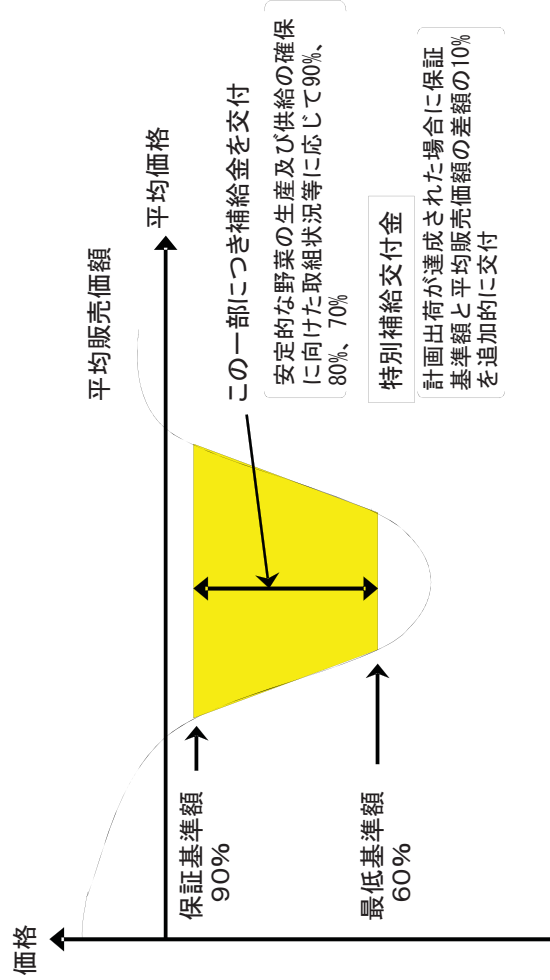 価格
平均販売価額
平均価格
保証基準額
90%
最低基準額
60%
この一部につき補給金を交付
安定的な野菜の生産及び供給の確保
に向けた取組状況等に応じて90%、
80%、70%
特別補給交付金
計画出荷が達成された場合に保証
基準額と平均販売価額の差額の10%
を追加的に交付